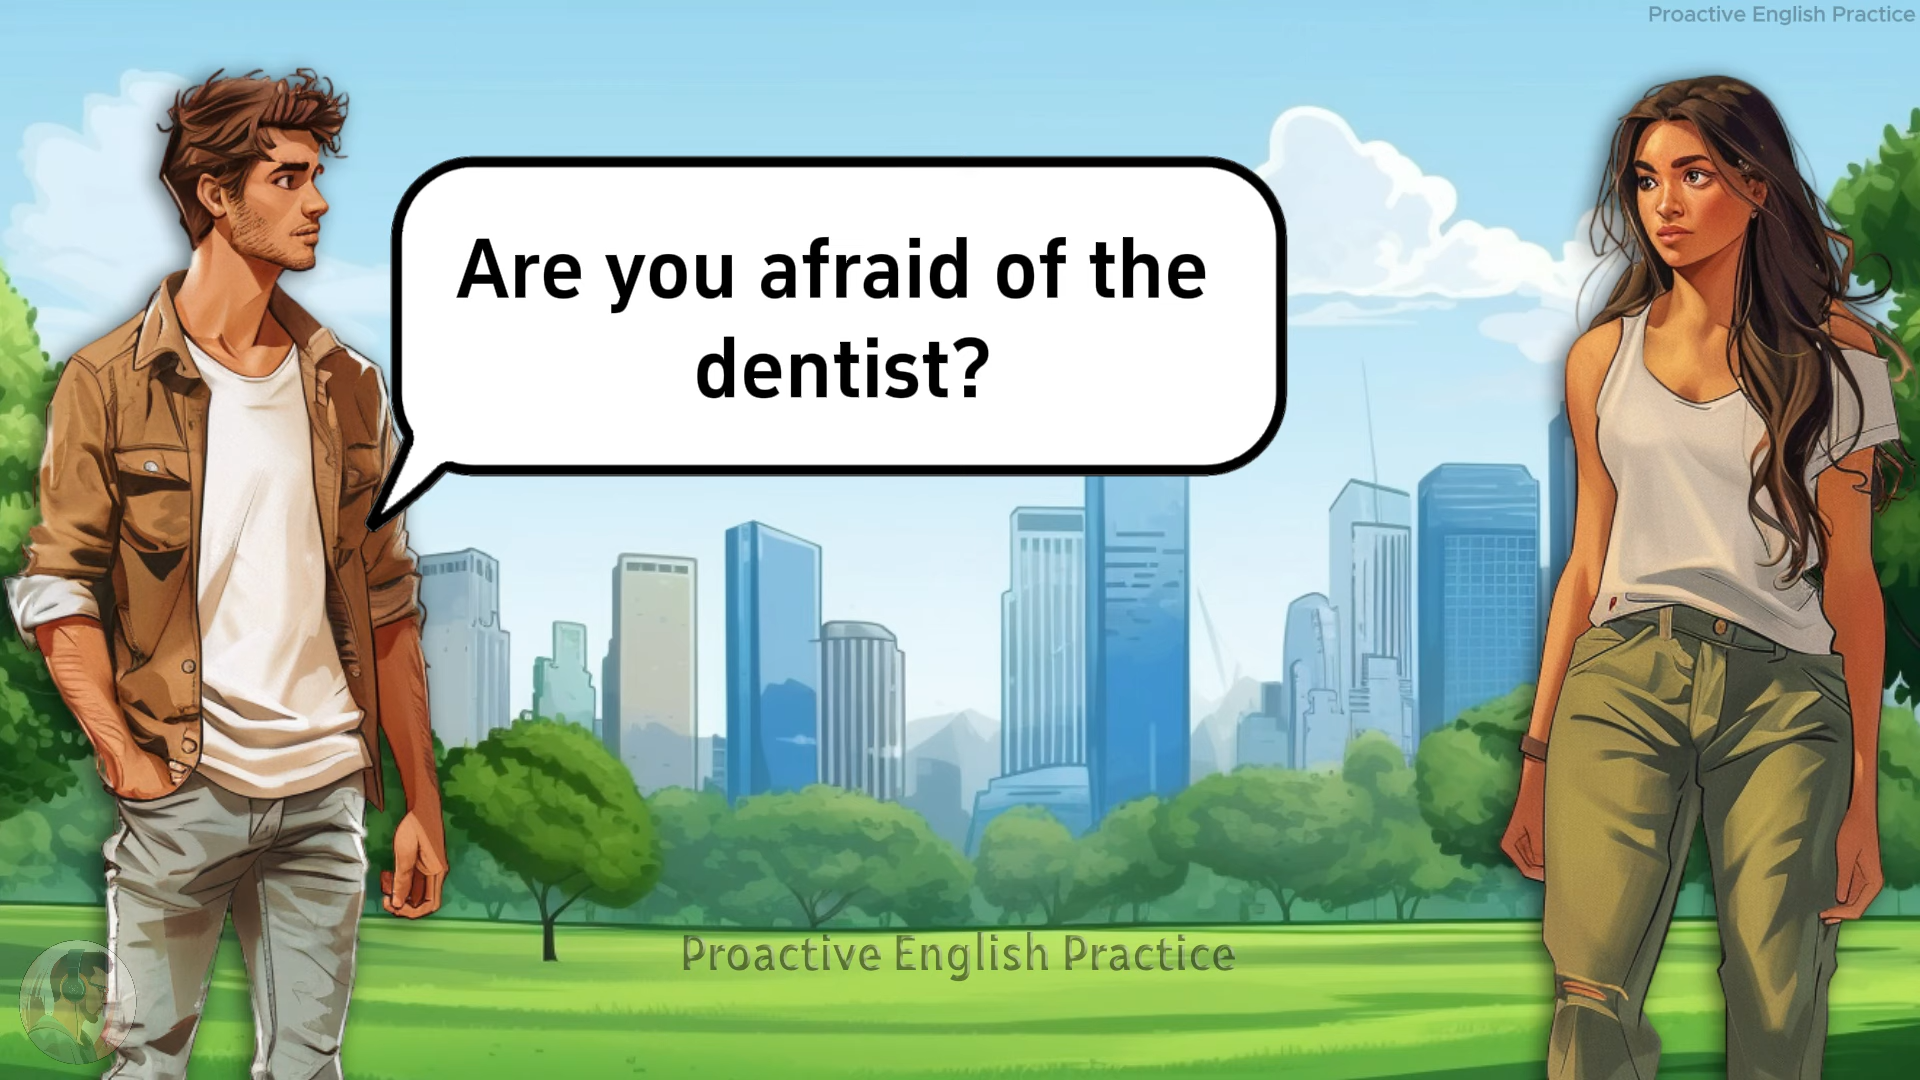 Proactive English Practice
Are you afraid of the
dentist?
Proactive English Practice